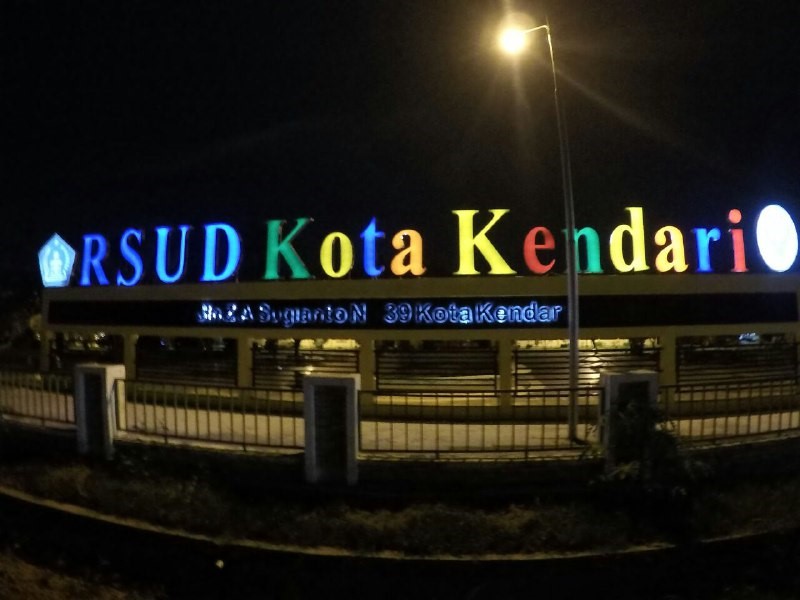 RSUD Kota Kendari
Sugianto N 39 Kota Kendar